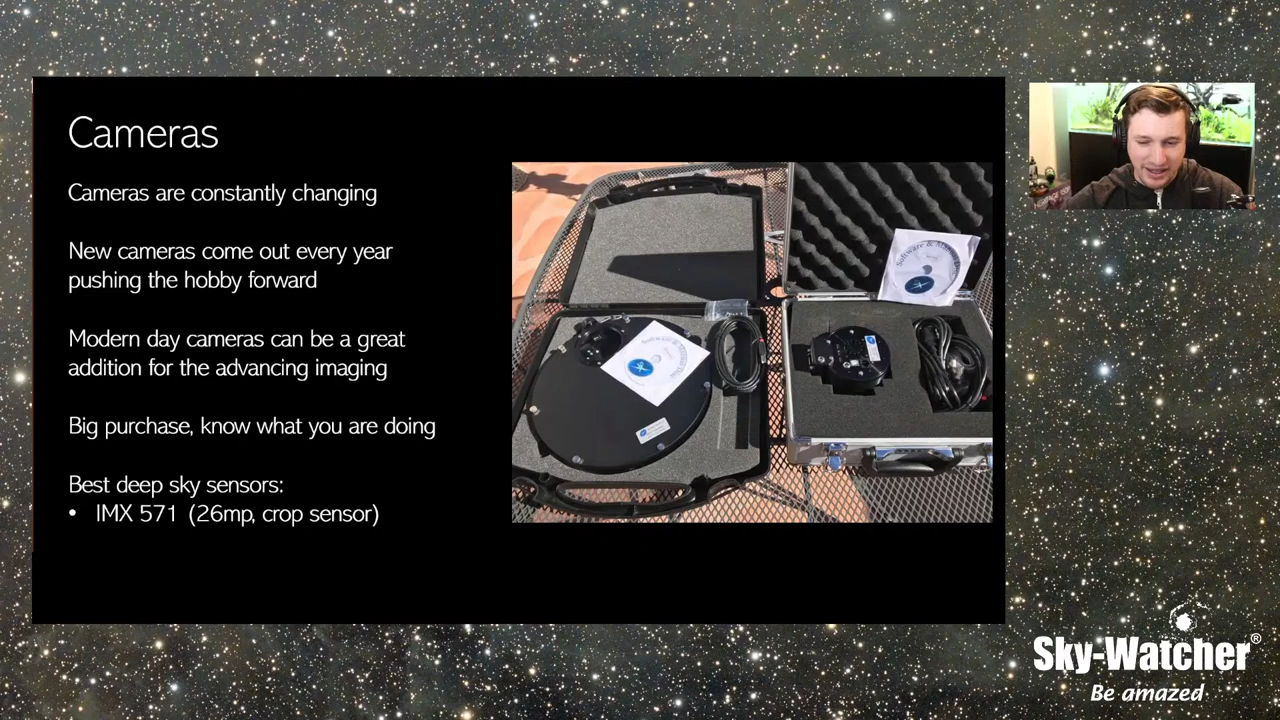 Cameras
Cameras are constantly changing
New cameras come out every year
pushing the hobby forward
Modern day cameras can be a great
addition for the advancing imaging
Big purchase, know what you are doing
Best deep sky sensors:
• IMX 571 (26mp, crop sensor)
Sky-Watcher®
Be amazed